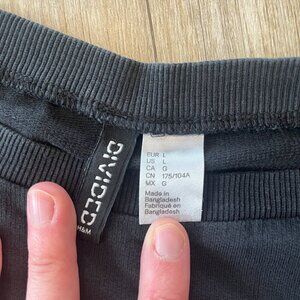 DIVIDED
H&M
EUR L
US L
CA G
CN 175/104A
MX G
Made in
Bangladesh
Fabriqué en
Bangladesh